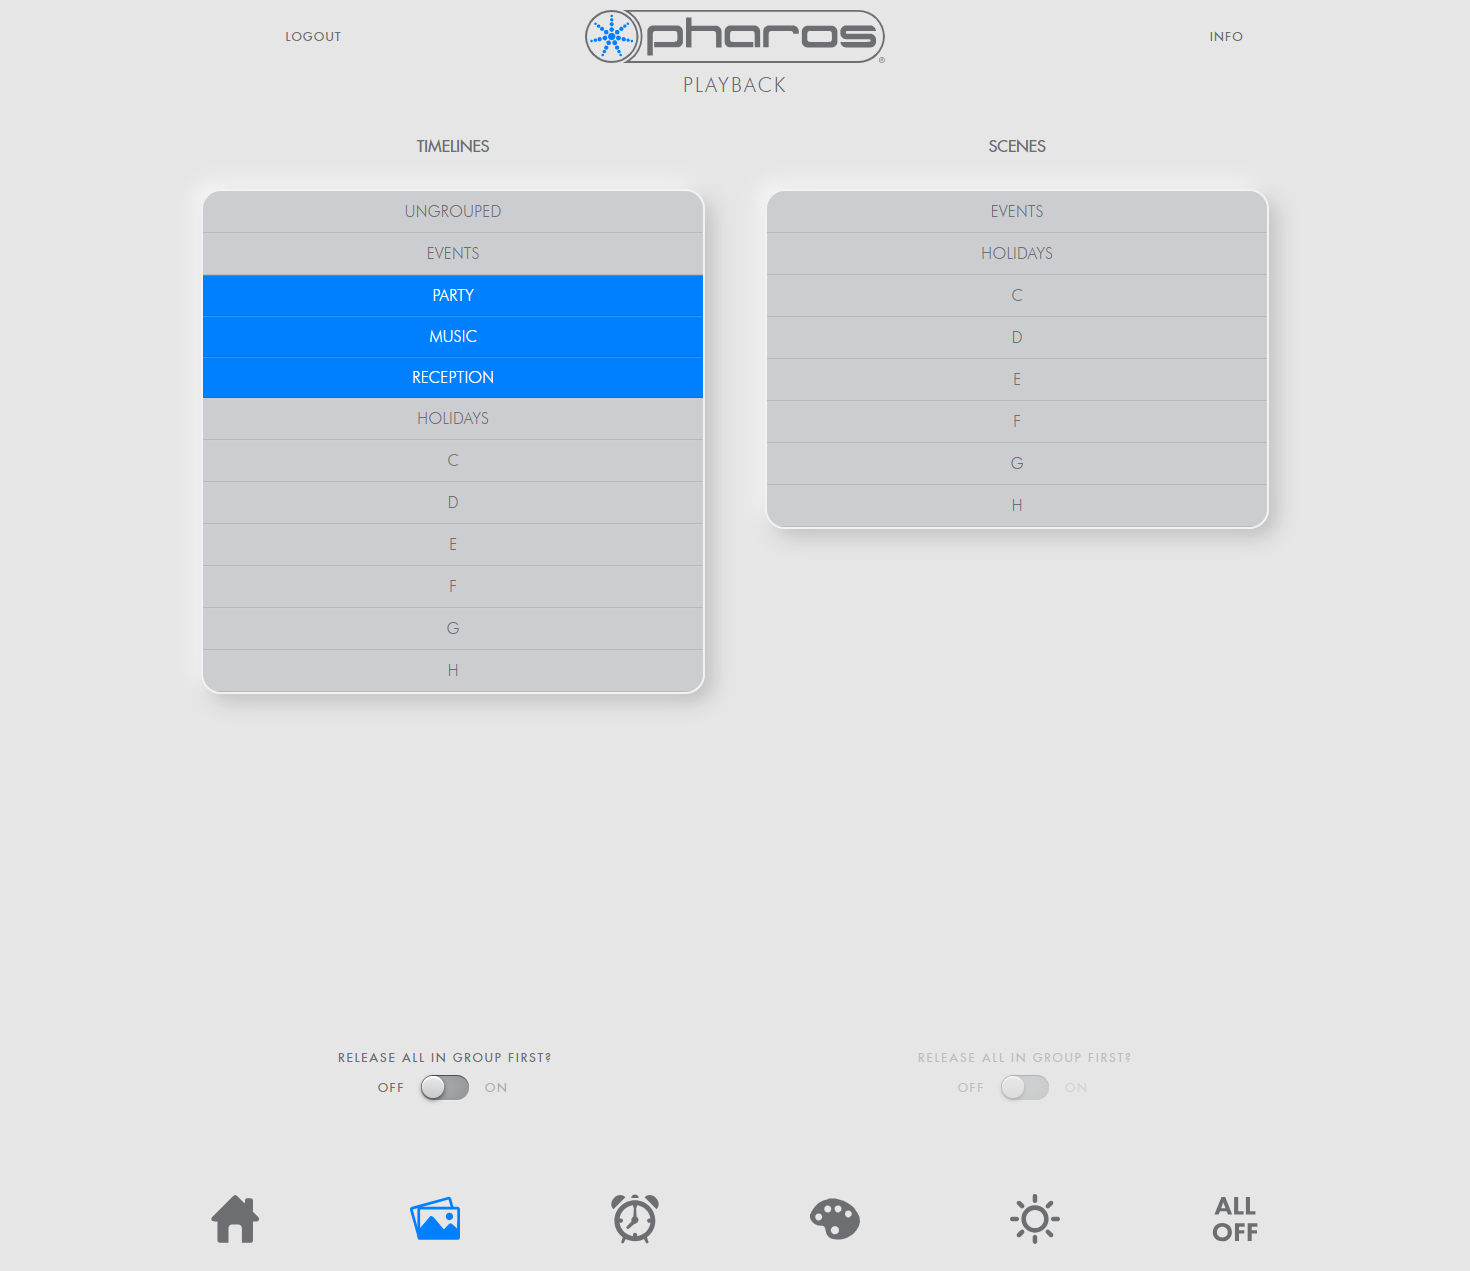 LOGOUT
pharos®
INFO
PLAYBACK
TIMELINES
UNGROUPED
EVENTS
PARTY
MUSIC
RECEPTION
HOLIDAYS
C
D
E
F
G
H
SCENES
EVENTS
HOLIDAYS
C
D
E
F
G
H
RELEASE ALL IN GROUP FIRST?
OFF ON
RELEASE ALL IN GROUP FIRST?
OFF ON
ALL
OFF